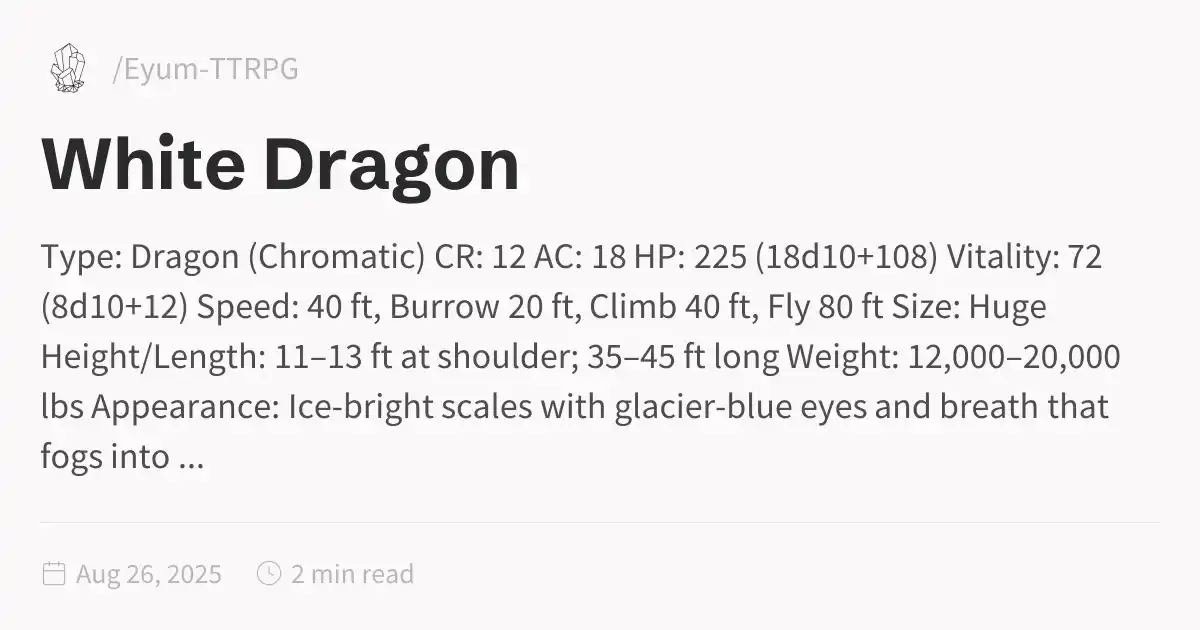 /Eyum-TTRPG
White Dragon
Type: Dragon (Chromatic) CR: 12 AC: 18 HP: 225 (18d10+108) Vitality: 72
(8d10+12) Speed: 40 ft, Burrow 20 ft, Climb 40 ft, Fly 80 ft Size: Huge
Height/Length: 11–13 ft at shoulder; 35–45 ft long Weight: 12,000–20,000
lbs Appearance: Ice-bright scales with glacier-blue eyes and breath that
fogs into ...
Aug 26, 2025 2 min read